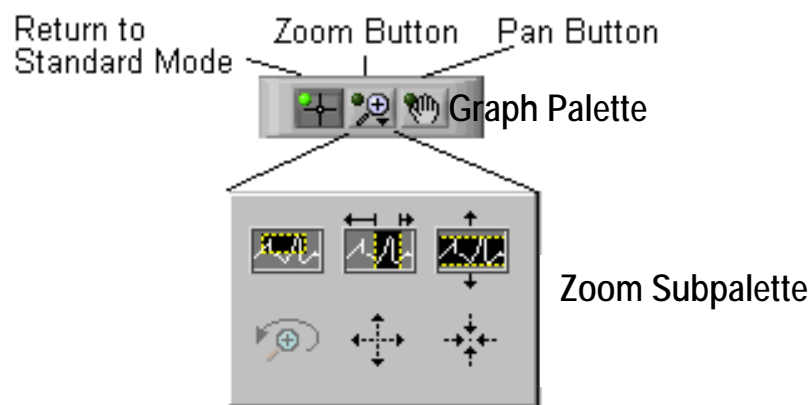 Return to
Standard Mode
Zoom Button
Pan Button
Graph Palette
Zoom Subpalette